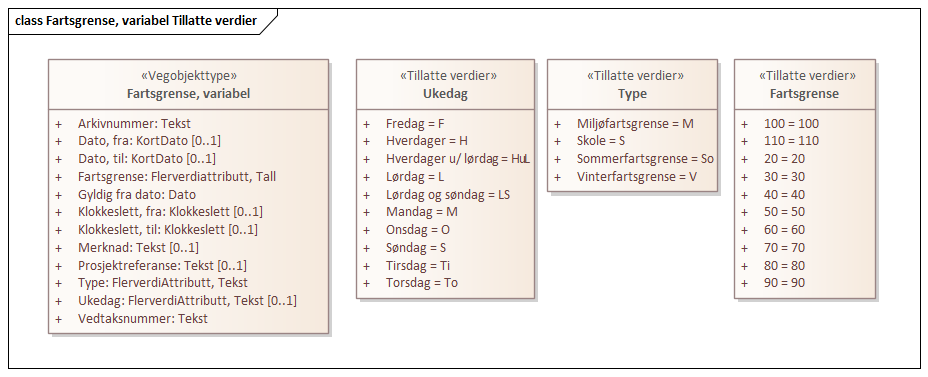 class Fartsgrense, variabel Tillatte verdier
«Vegobjekttype»
Fartsgrense, variabel
+ Arkivnummer: Tekst
+ Dato, fra: KortDato [0..1]
+ Dato, til: KortDato [0..1]
+ Fartsgrense: Flerverdiattributt, Tall
+ Gyldig fra dato: Dato
+ Klokkeslett, fra: Klokkeslett [0..1]
+ Klokkeslett, til: Klokkeslett [0..1]
+ Merknad: Tekst [0..1]
+ Prosjektreferanse: Tekst [0..1]
+ Type: FlerverdiAttributt, Tekst
+ Ukedag: FlerverdiAttributt, Tekst [0..1]
+ Vedtaksnummer: Tekst
«Tillatte verdier»
Ukedag
+ Fredag = F
+ Hverdager = H
+ Hverdager u/ lørdag = HuL
+ Lørdag = L
+ Lørdag og søndag = LS
+ Mandag = M
+ Onsdag = O
+ Søndag = S
+ Tirsdag = Ti
+ Torsdag = To
«Tillatte verdier»
Type
+ Miljøfartsgrense = M
+ Skole = S
+ Sommerfartsgrense = So
+ Vinterfartsgrense = V
«Tillatte verdier»
Fartsgrense
+ 100 = 100
+ 110 = 110
+ 20 = 20
+ 30 = 30
+ 40 = 40
+ 50 = 50
+ 60 = 60
+ 70 = 70
+ 80 = 80
+ 90 = 90